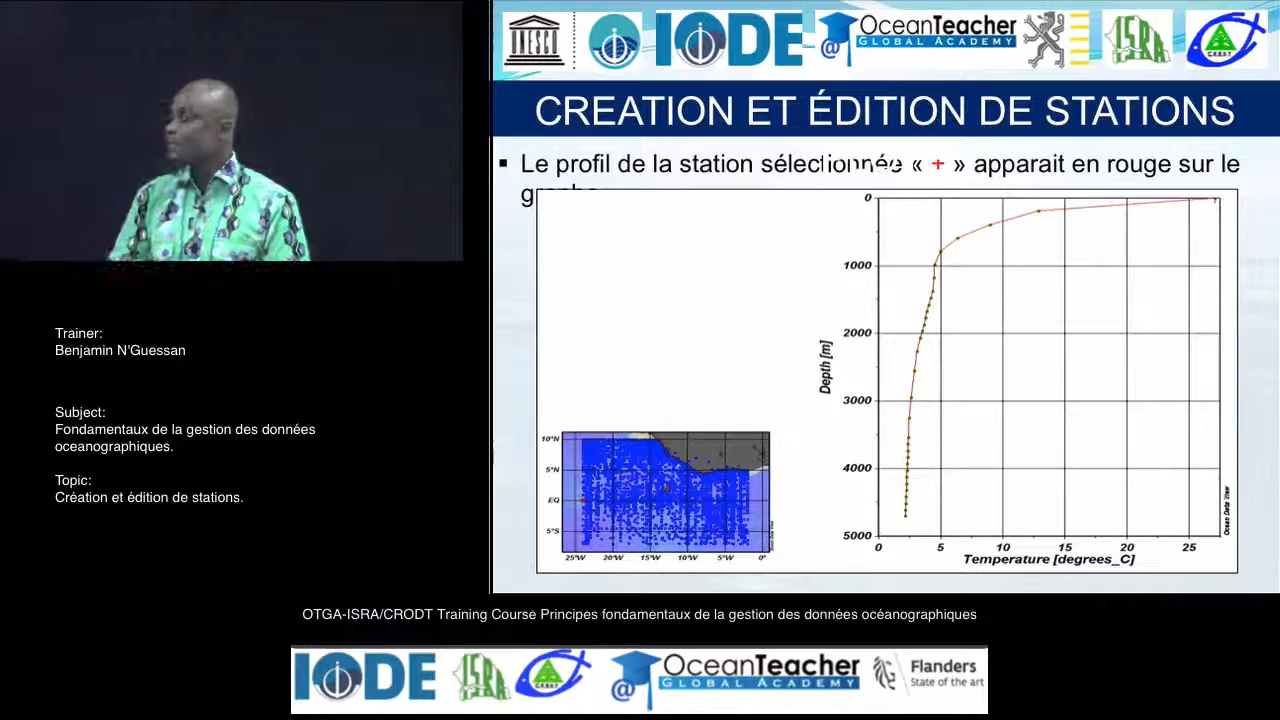 UNESCO
IODE
@
OceanTeacher
GLOBAL ACADEMY
ISRA
C.R.O.D.T
CREATION ET ÉDITION DE STATIONS
Le profil de la station sélectionnée « + » apparait en rouge sur le
graphe
0
1000
2000
3000
4000
5000
Depth [m]
0 5 10 15 20 25
Temperature [degrees_C]
Ocean Data View
10°N
5°N
EQ
5°S
25°W 20°W 15°W 10°W 5°W 0°
Trainer:
Benjamin N'Guessan
Subject:
Fondamentaux de la gestion des données
oceanographiques.
Topic:
Création et édition de stations.
OTGA-ISRA/CRODT Training Course Principes fondamentaux de la gestion des données océanographiques
IODE
ISRA
C.R.O.D.T
@
OceanTeacher
GLOBAL ACADEMY
Flanders
State of the art